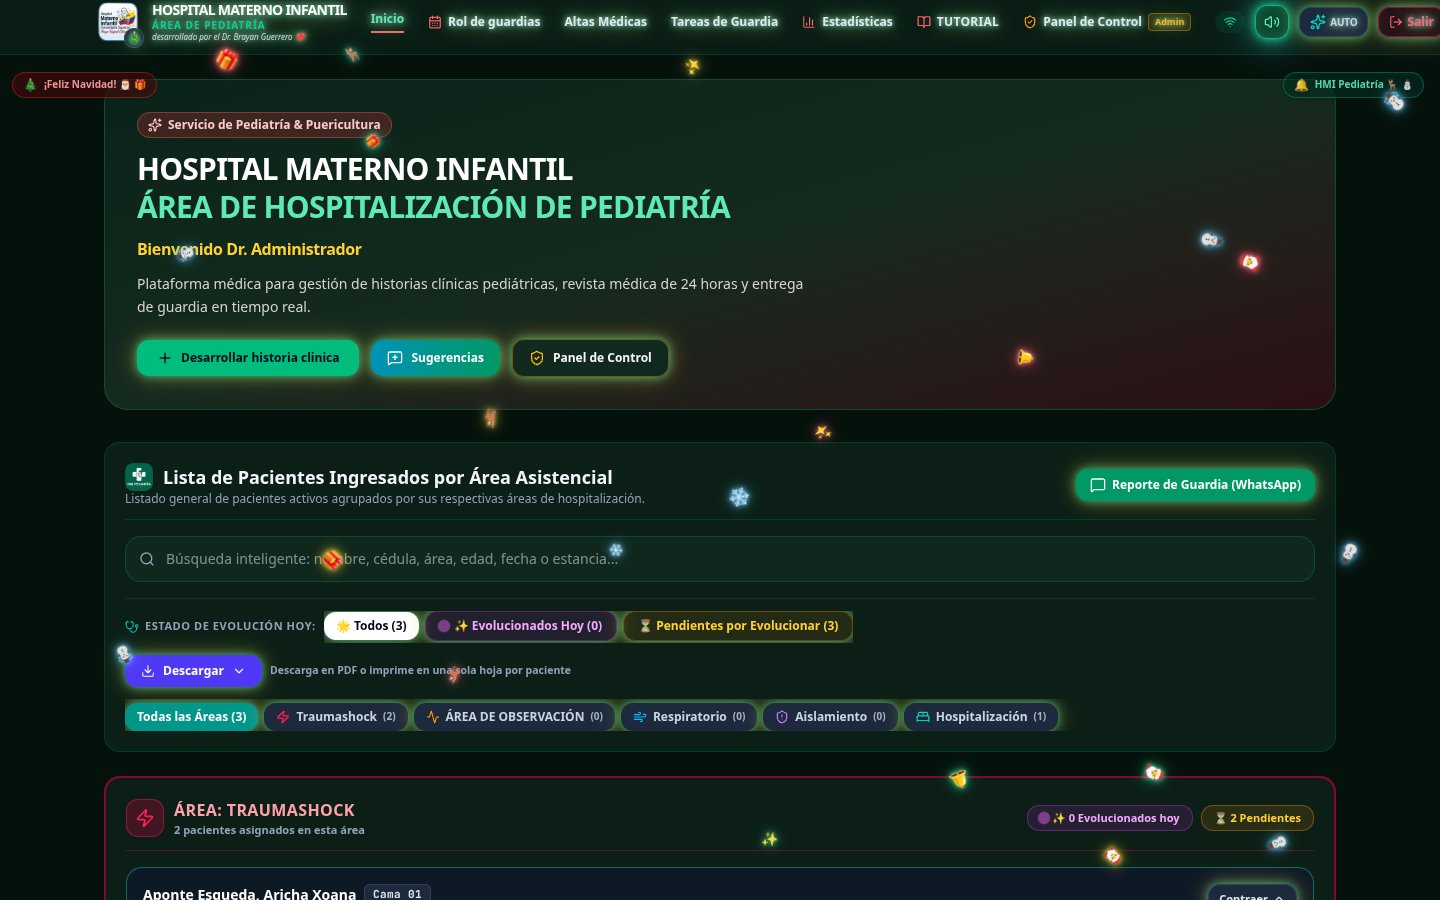 HOSPITAL MATERNO INFANTIL
ÁREA DE PEDIATRÍA
desarrollado por el Dr. Brayan Guerrero ❤️
Inicio
Rol de guardias
Altas Médicas
Tareas de Guardia
Estadísticas
TUTORIAL
Panel de Control Admin
AUTO
Salir
🎄 ¡Feliz Navidad! 🎅 🎁
🔔 HMI Pediatría 🦌 ⛄
Servicio de Pediatría & Puericultura
HOSPITAL MATERNO INFANTIL
ÁREA DE HOSPITALIZACIÓN DE PEDIATRÍA
Bienvenido Dr. Administrador
Plataforma médica para gestión de historias clínicas pediátricas, revista médica de 24 horas y entrega
de guardia en tiempo real.
Desarrollar historia clinica
Sugerencias
Panel de Control
Lista de Pacientes Ingresados por Área Asistencial
Listado general de pacientes activos agrupados por sus respectivas áreas de hospitalización.
Reporte de Guardia (WhatsApp)
Búsqueda inteligente: nombre, cédula, área, edad, fecha o estancia...
ESTADO DE EVOLUCIÓN HOY:
🌟 Todos (3)
🟣 ✨ Evolucionados Hoy (0)
⏳ Pendientes por Evolucionar (3)
Descargar
Descarga en PDF o imprime en una sola hoja por paciente
Todas las Áreas (3)
Traumashock (2)
ÁREA DE OBSERVACIÓN (0)
Respiratorio (0)
Aislamiento (0)
Hospitalización (1)
ÁREA: TRAUMASHOCK
2 pacientes asignados en esta área
🟣 ✨ 0 Evolucionados hoy
⏳ 2 Pendientes
Aponte Esqueda, Aricha Xoana
Cama 01
Contraer